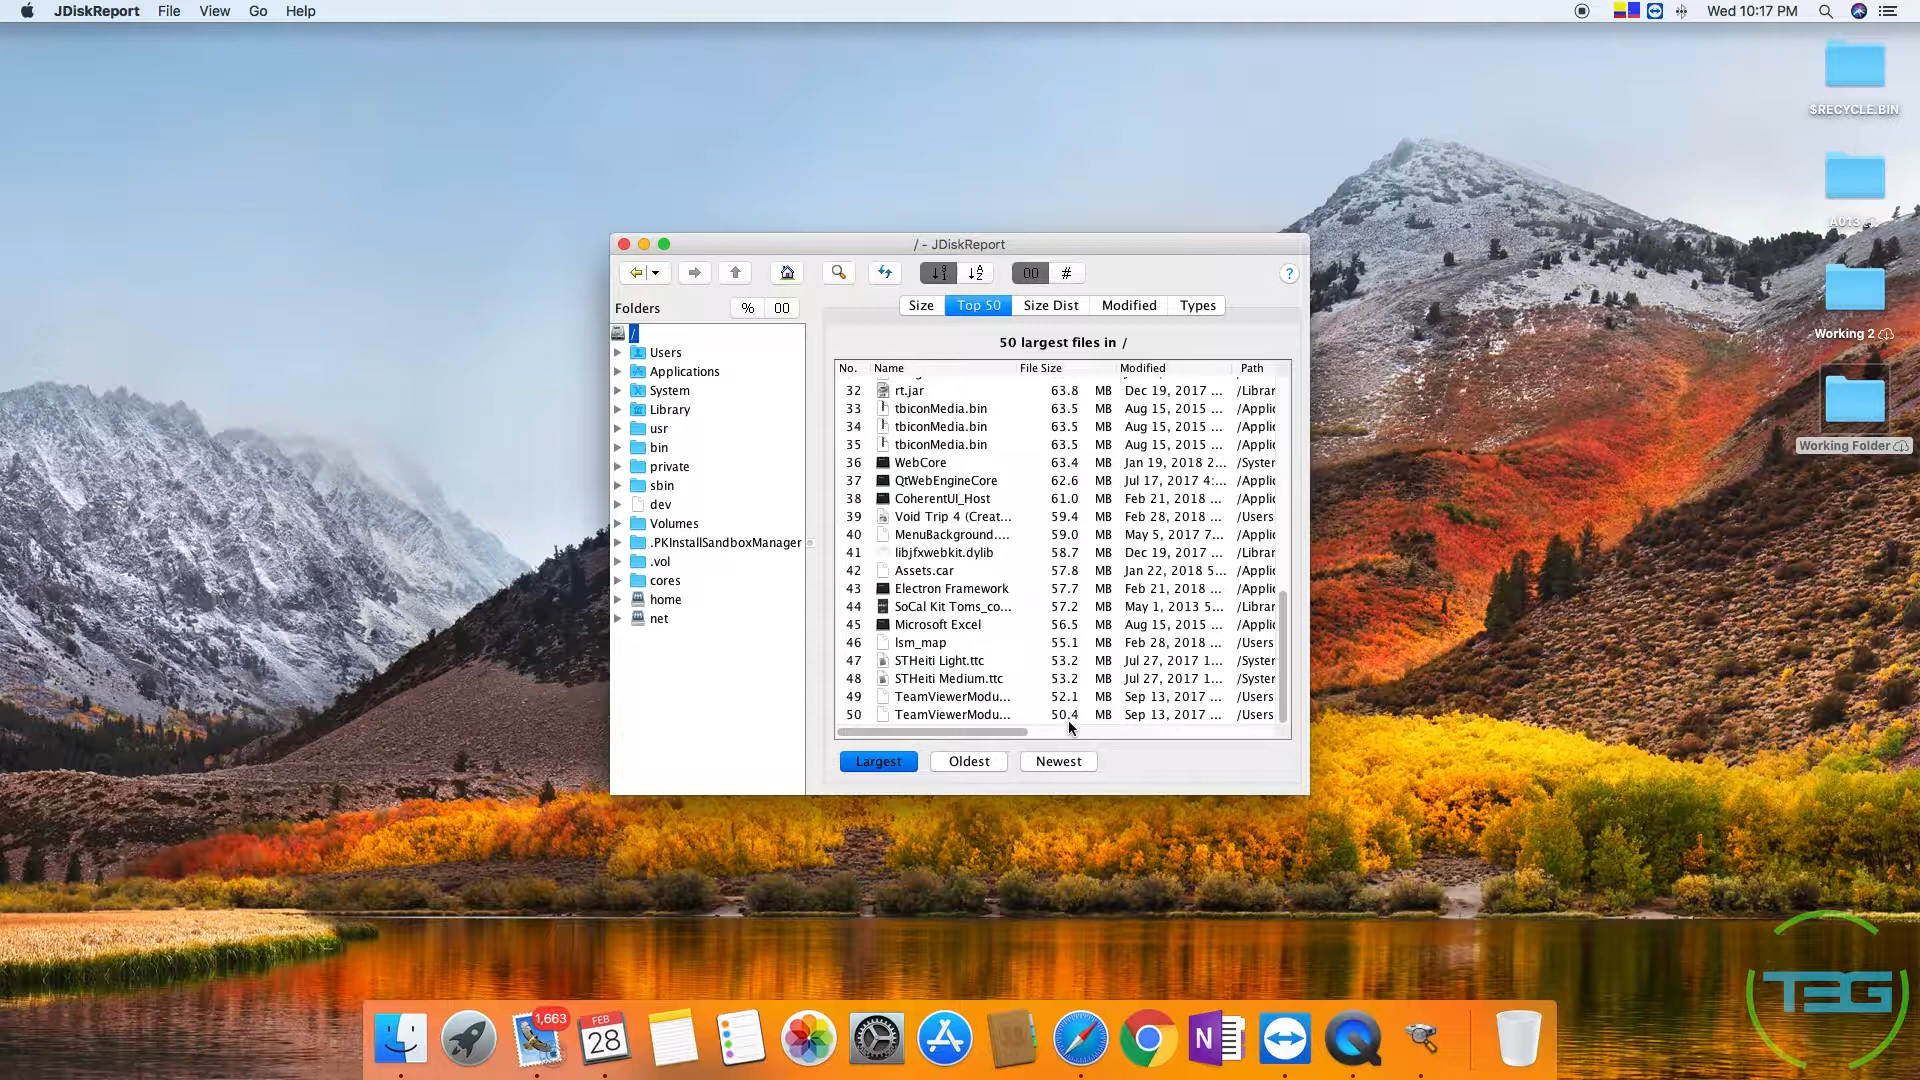 JDiskReport File View Go Help
Wed 10:17 PM
$RECYCLE.BIN
A013
Working 2
Working Folder
/ - JDiskReport
00 #
?
Folders % 00
Size Top 50 Size Dist Modified Types
/
Users
Applications
System
Library
usr
bin
private
sbin
dev
Volumes
.PKInstallSandboxManager
.vol
cores
home
net
50 largest files in /
No. Name File Size Modified Path
32 rt.jar 63.8 MB Dec 19, 2017 ... /Librar
33 tbiconMedia.bin 63.5 MB Aug 15, 2015 ... /Applic
34 tbiconMedia.bin 63.5 MB Aug 15, 2015 ... /Applic
35 tbiconMedia.bin 63.5 MB Aug 15, 2015 ... /Applic
36 WebCore 63.4 MB Jan 19, 2018 2... /System
37 QtWebEngineCore 62.6 MB Jul 17, 2017 4:... /Applic
38 CoherentUI_Host 61.0 MB Feb 21, 2018 ... /Applic
39 Void Trip 4 (Creat... 59.4 MB Feb 28, 2018 ... /Users
40 MenuBackground.... 59.0 MB May 5, 2017 7... /Applic
41 libjfxwebkit.dylib 58.7 MB Dec 19, 2017 ... /Librar
42 Assets.car 57.8 MB Jan 22, 2018 5... /Applic
43 Electron Framework 57.7 MB Feb 21, 2018 ... /Applic
44 SoCal Kit Toms_co... 57.2 MB May 1, 2013 5... /Librar
45 Microsoft Excel 56.5 MB Aug 15, 2015 ... /Applic
46 lsm_map 55.1 MB Feb 28, 2018 ... /Users
47 STHeiti Light.ttc 53.2 MB Jul 27, 2017 1... /System
48 STHeiti Medium.ttc 53.2 MB Jul 27, 2017 1... /System
49 TeamViewerModu... 52.1 MB Sep 13, 2017 ... /Users
50 TeamViewerModu... 50.4 MB Sep 13, 2017 ... /Users
Largest Oldest Newest
1,663
FEB
28
N